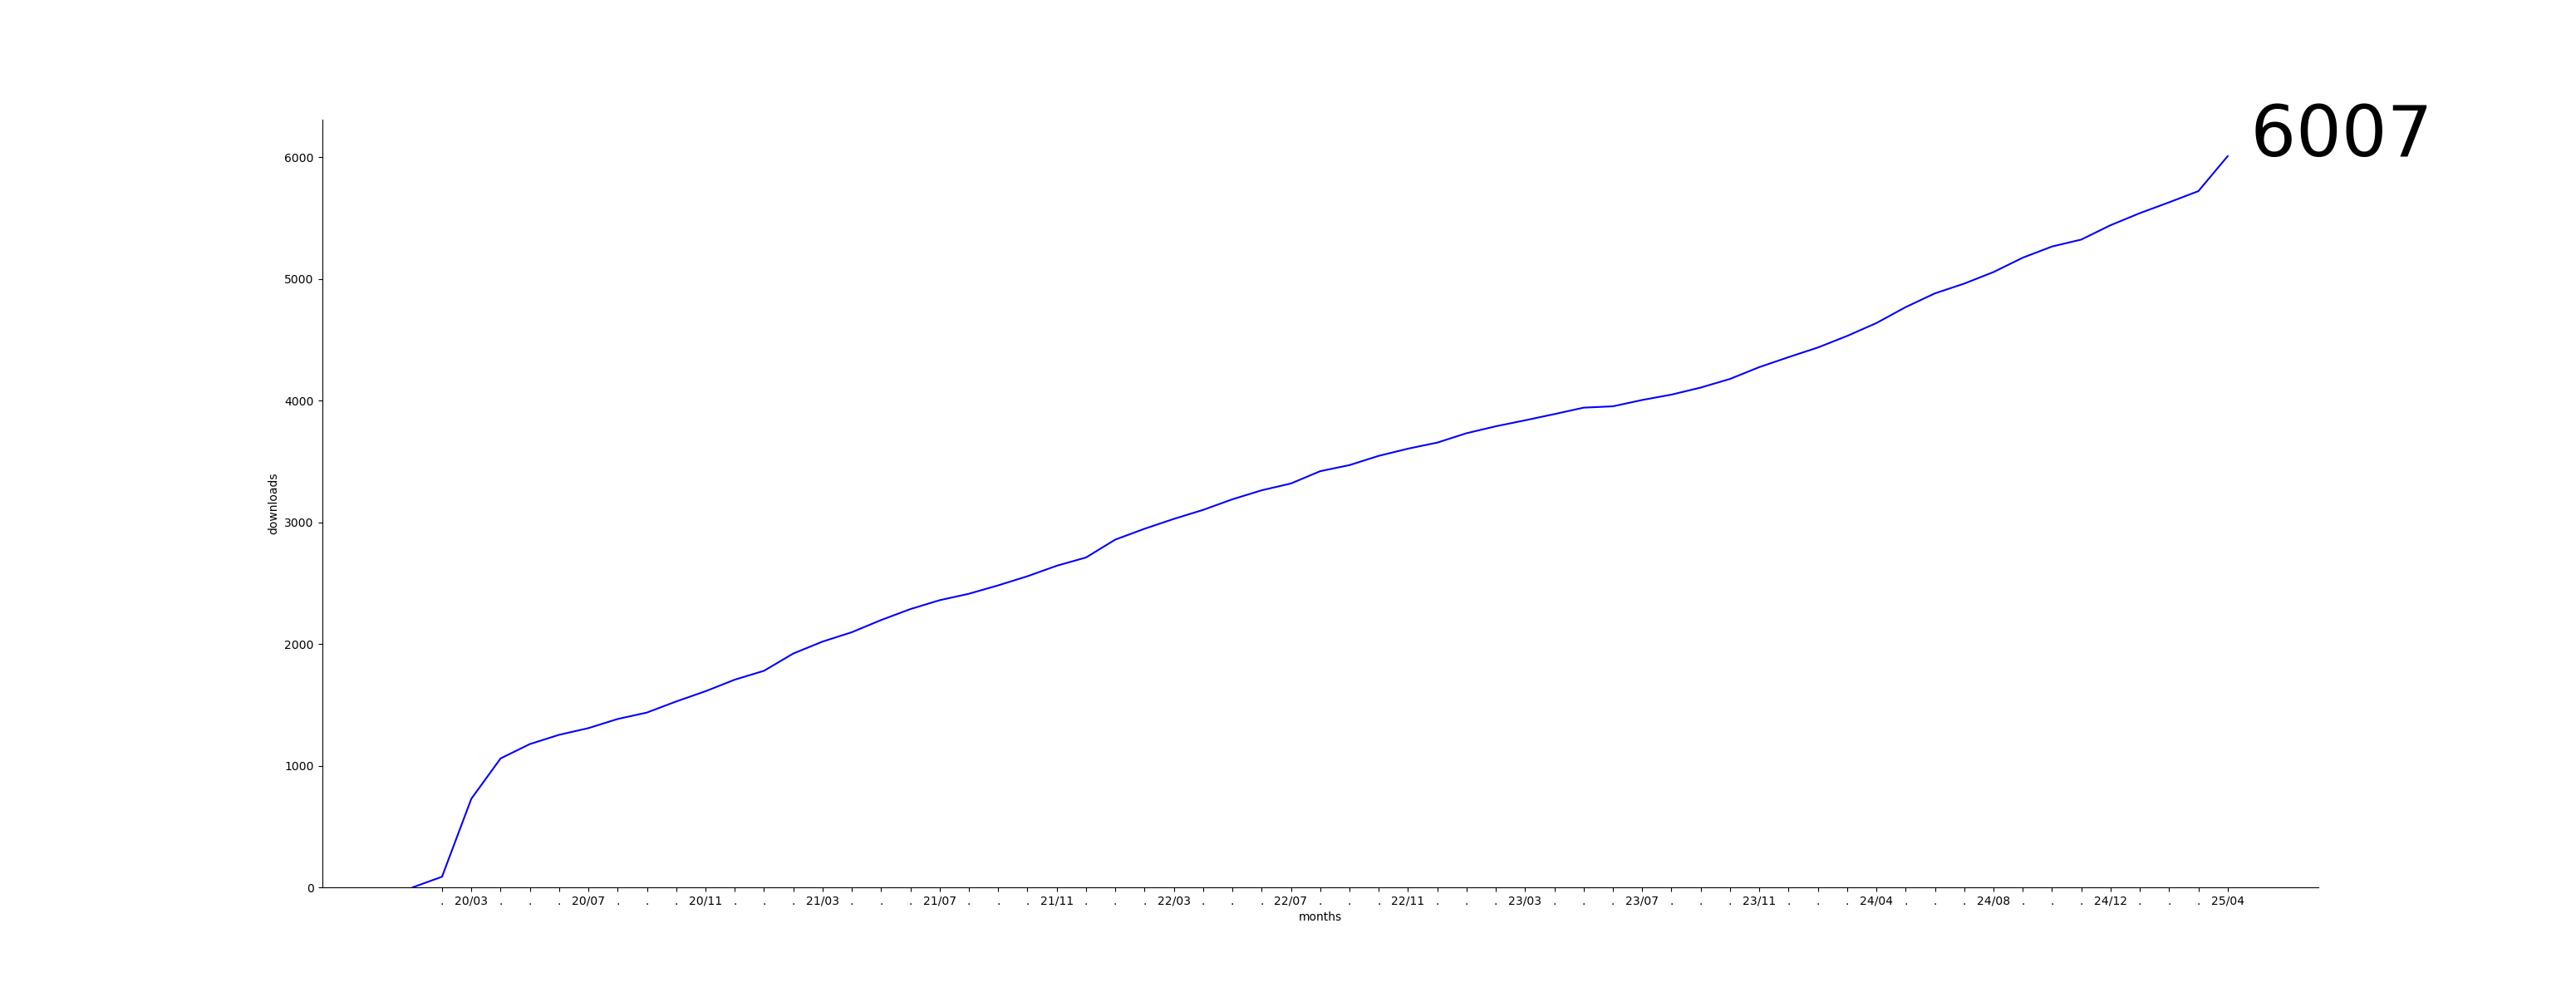 6007
6000
5000
4000
3000
2000
1000
0
downloads
. 20/03 . . . 20/07 . . . 20/11 . . . 21/03 . . . 21/07 . . . 21/11 . . . 22/03 . . . 22/07 . . . 22/11 . . . 23/03 . . . 23/07 . . . 23/11 . . . 24/04 . . . 24/08 . . . 24/12 . . . 25/04
months